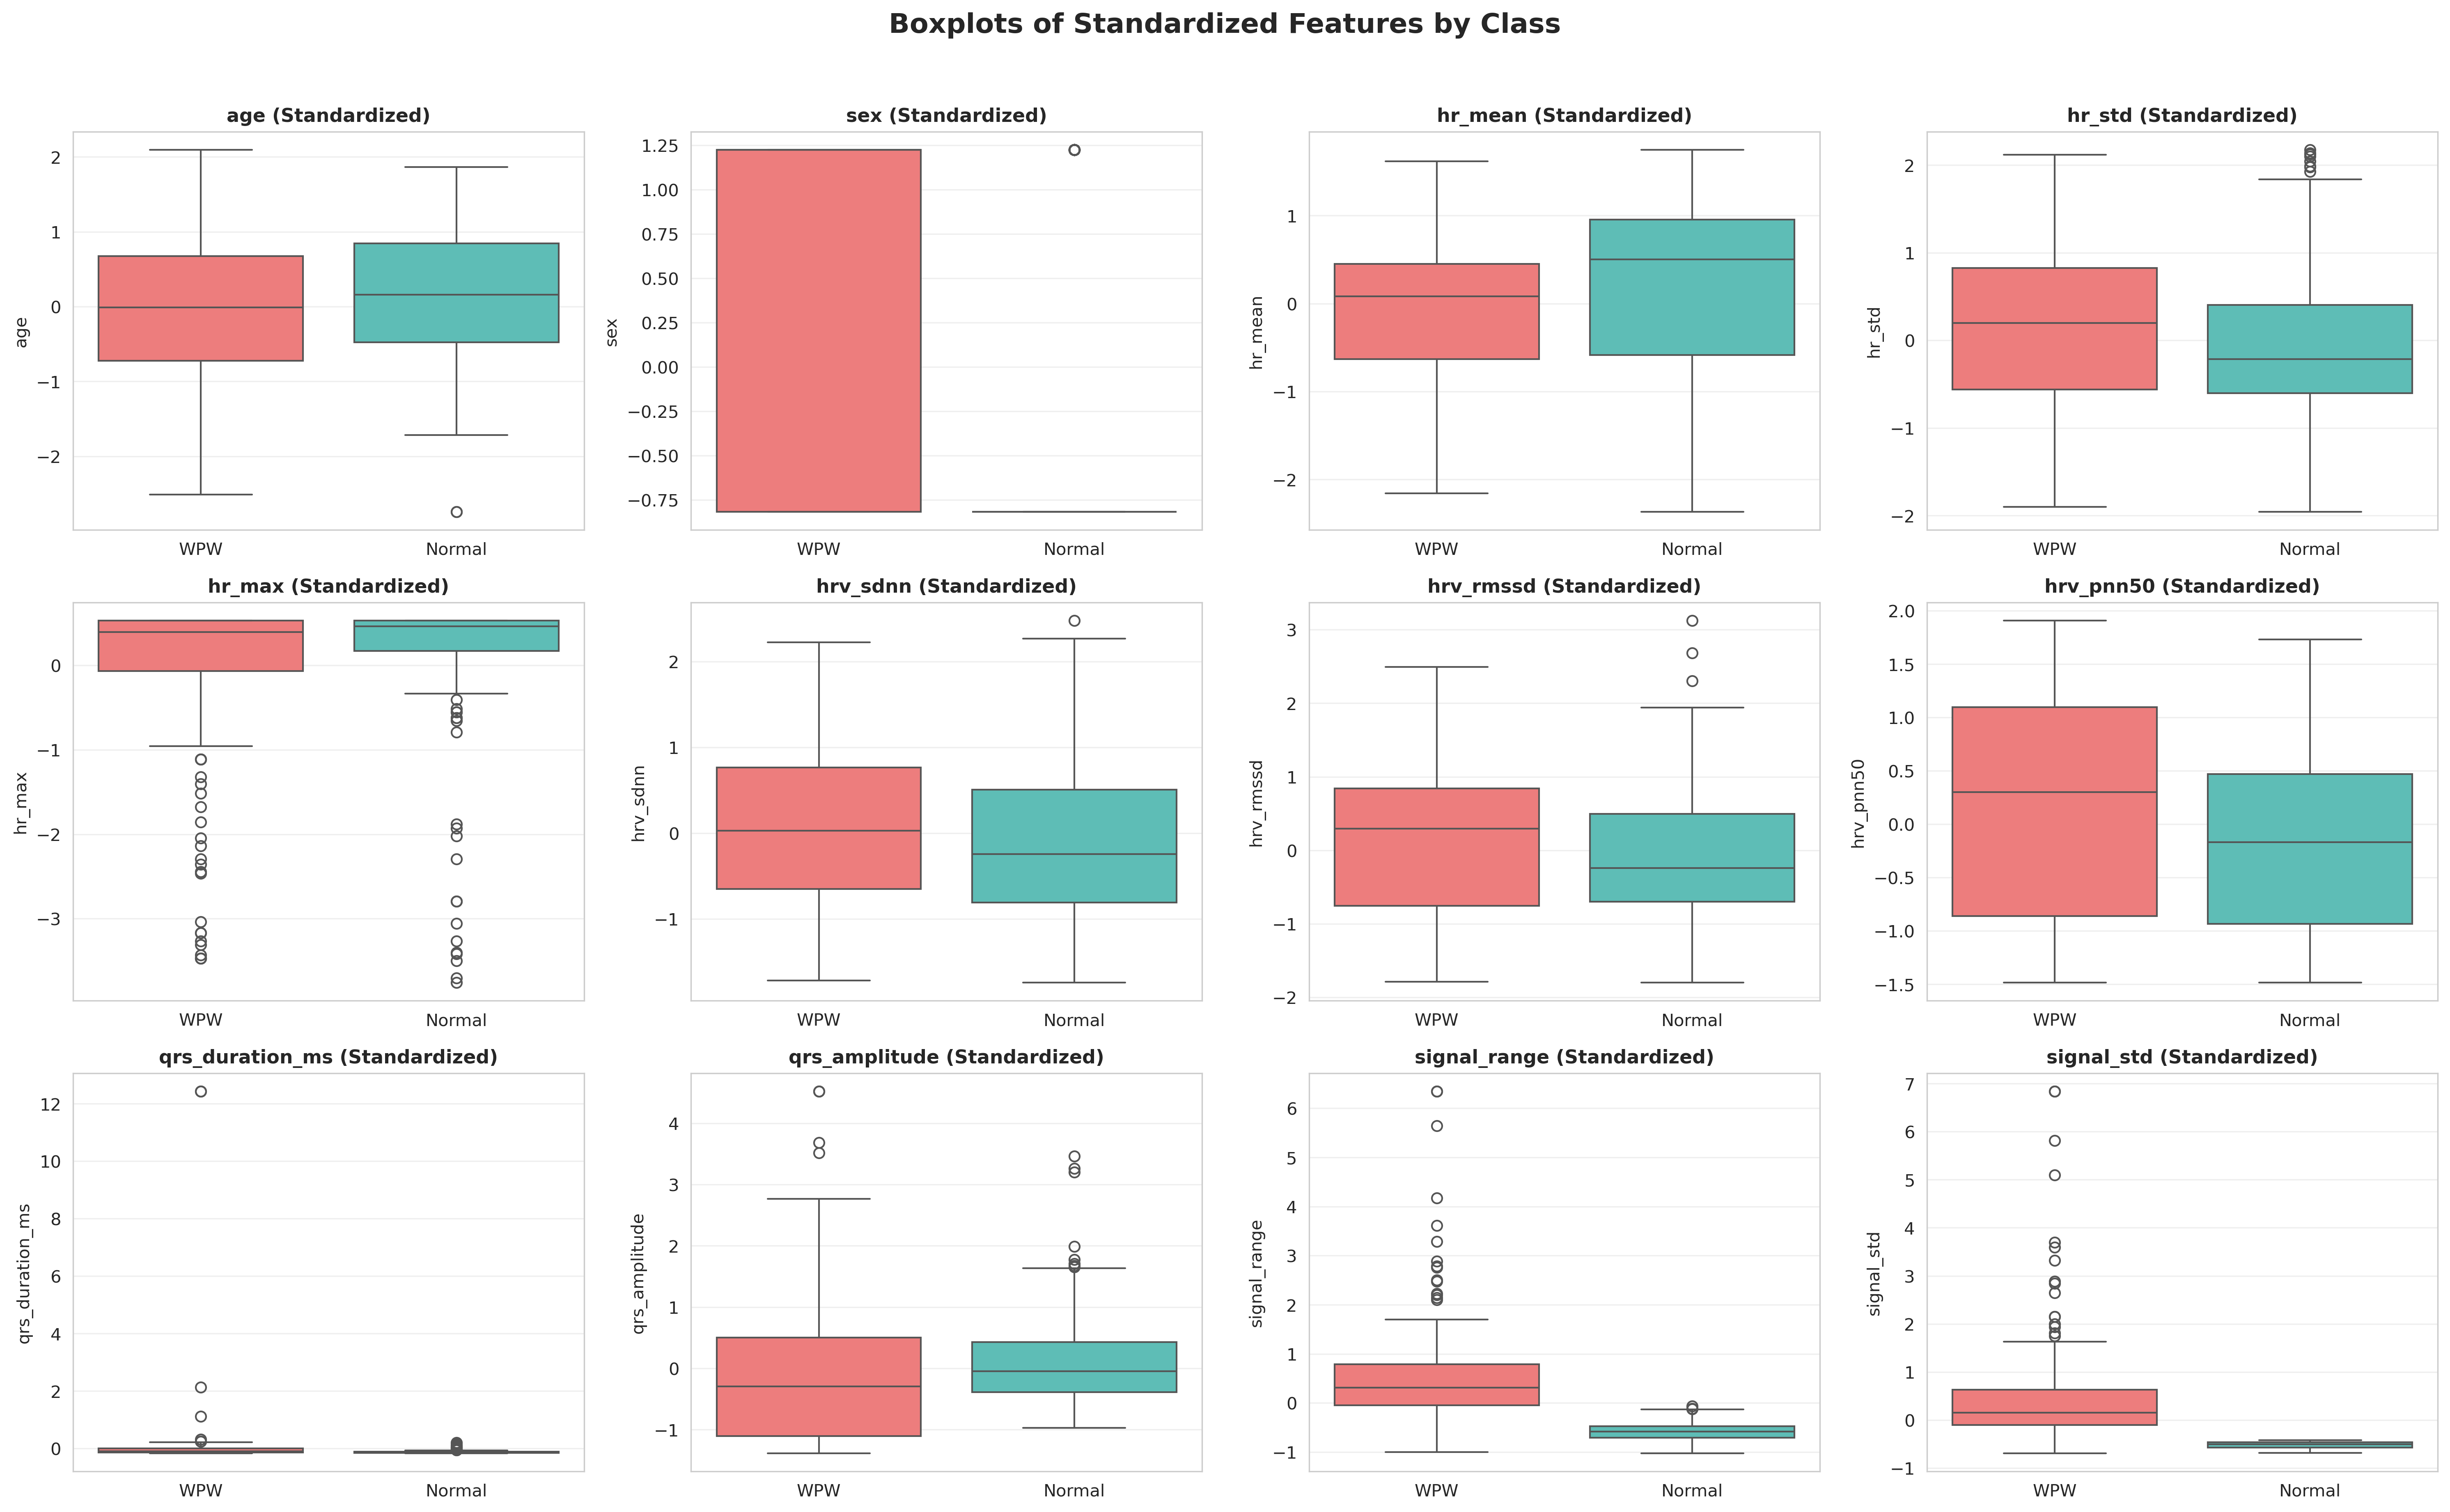 Boxplots of Standardized Features by Class
age (Standardized)
sex (Standardized)
hr_mean (Standardized)
hr_std (Standardized)
2
1
0
−1
−2
age
WPW
Normal
1.25
1.00
0.75
0.50
0.25
0.00
−0.25
−0.50
−0.75
sex
WPW
Normal
1
0
−1
−2
hr_mean
WPW
Normal
2
1
0
−1
−2
hr_std
WPW
Normal
hr_max (Standardized)
hrv_sdnn (Standardized)
hrv_rmssd (Standardized)
hrv_pnn50 (Standardized)
0
−1
−2
−3
hr_max
WPW
Normal
2
1
0
−1
hrv_sdnn
WPW
Normal
3
2
1
0
−1
−2
hrv_rmssd
WPW
Normal
2.0
1.5
1.0
0.5
0.0
−0.5
−1.0
−1.5
hrv_pnn50
WPW
Normal
qrs_duration_ms (Standardized)
qrs_amplitude (Standardized)
signal_range (Standardized)
signal_std (Standardized)
12
10
8
6
4
2
0
qrs_duration_ms
WPW
Normal
4
3
2
1
0
−1
qrs_amplitude
WPW
Normal
6
5
4
3
2
1
0
−1
signal_range
WPW
Normal
7
6
5
4
3
2
1
0
−1
signal_std
WPW
Normal